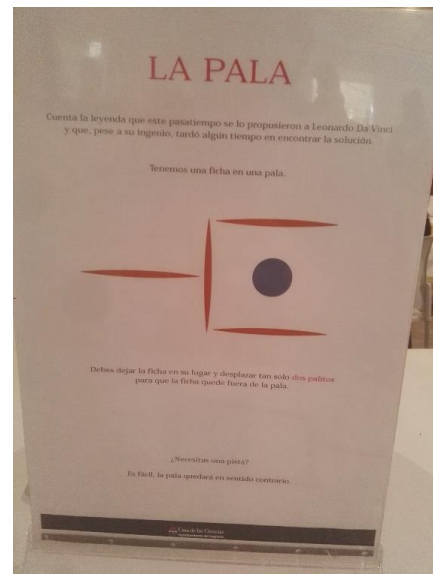 LA PALA
Cuenta la leyenda que este pasatiempo se lo propusieron a Leonardo Da Vinci
y que, pese a su ingenio, tardó algún tiempo en encontrar la solución.
Tenemos una ficha en una pala.
Debes dejar la ficha en su lugar y desplazar tan sólo dos palitos
para que la ficha quede fuera de la pala.
¿Necesitas una pista?
Es fácil, la pala quedará en sentido contrario.
Casa de las Ciencias